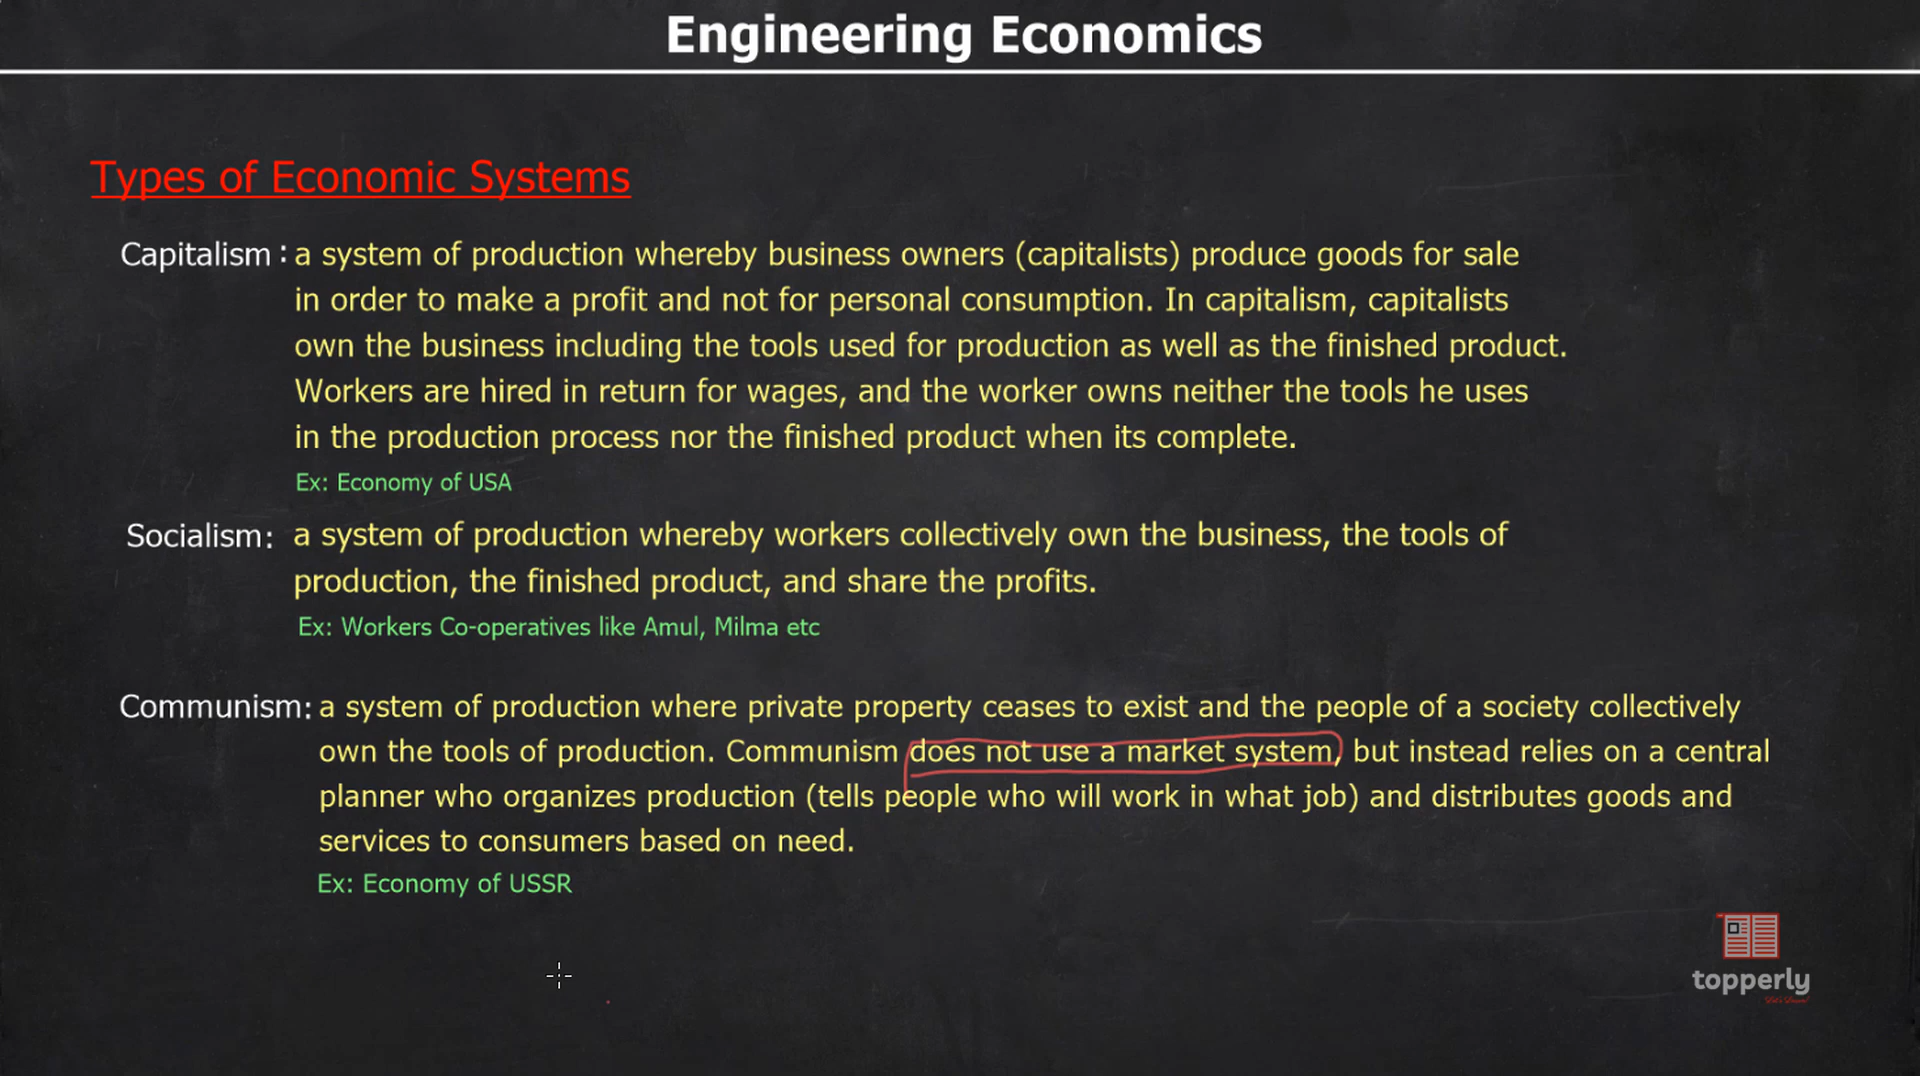 Engineering Economics
Types of Economic Systems
Capitalism : a system of production whereby business owners (capitalists) produce goods for sale
in order to make a profit and not for personal consumption. In capitalism, capitalists
own the business including the tools used for production as well as the finished product.
Workers are hired in return for wages, and the worker owns neither the tools he uses
in the production process nor the finished product when its complete.
Ex: Economy of USA
Socialism: a system of production whereby workers collectively own the business, the tools of
production, the finished product, and share the profits.
Ex: Workers Co-operatives like Amul, Milma etc
Communism: a system of production where private property ceases to exist and the people of a society collectively
own the tools of production. Communism does not use a market system, but instead relies on a central
planner who organizes production (tells people who will work in what job) and distributes goods and
services to consumers based on need.
Ex: Economy of USSR
topperly